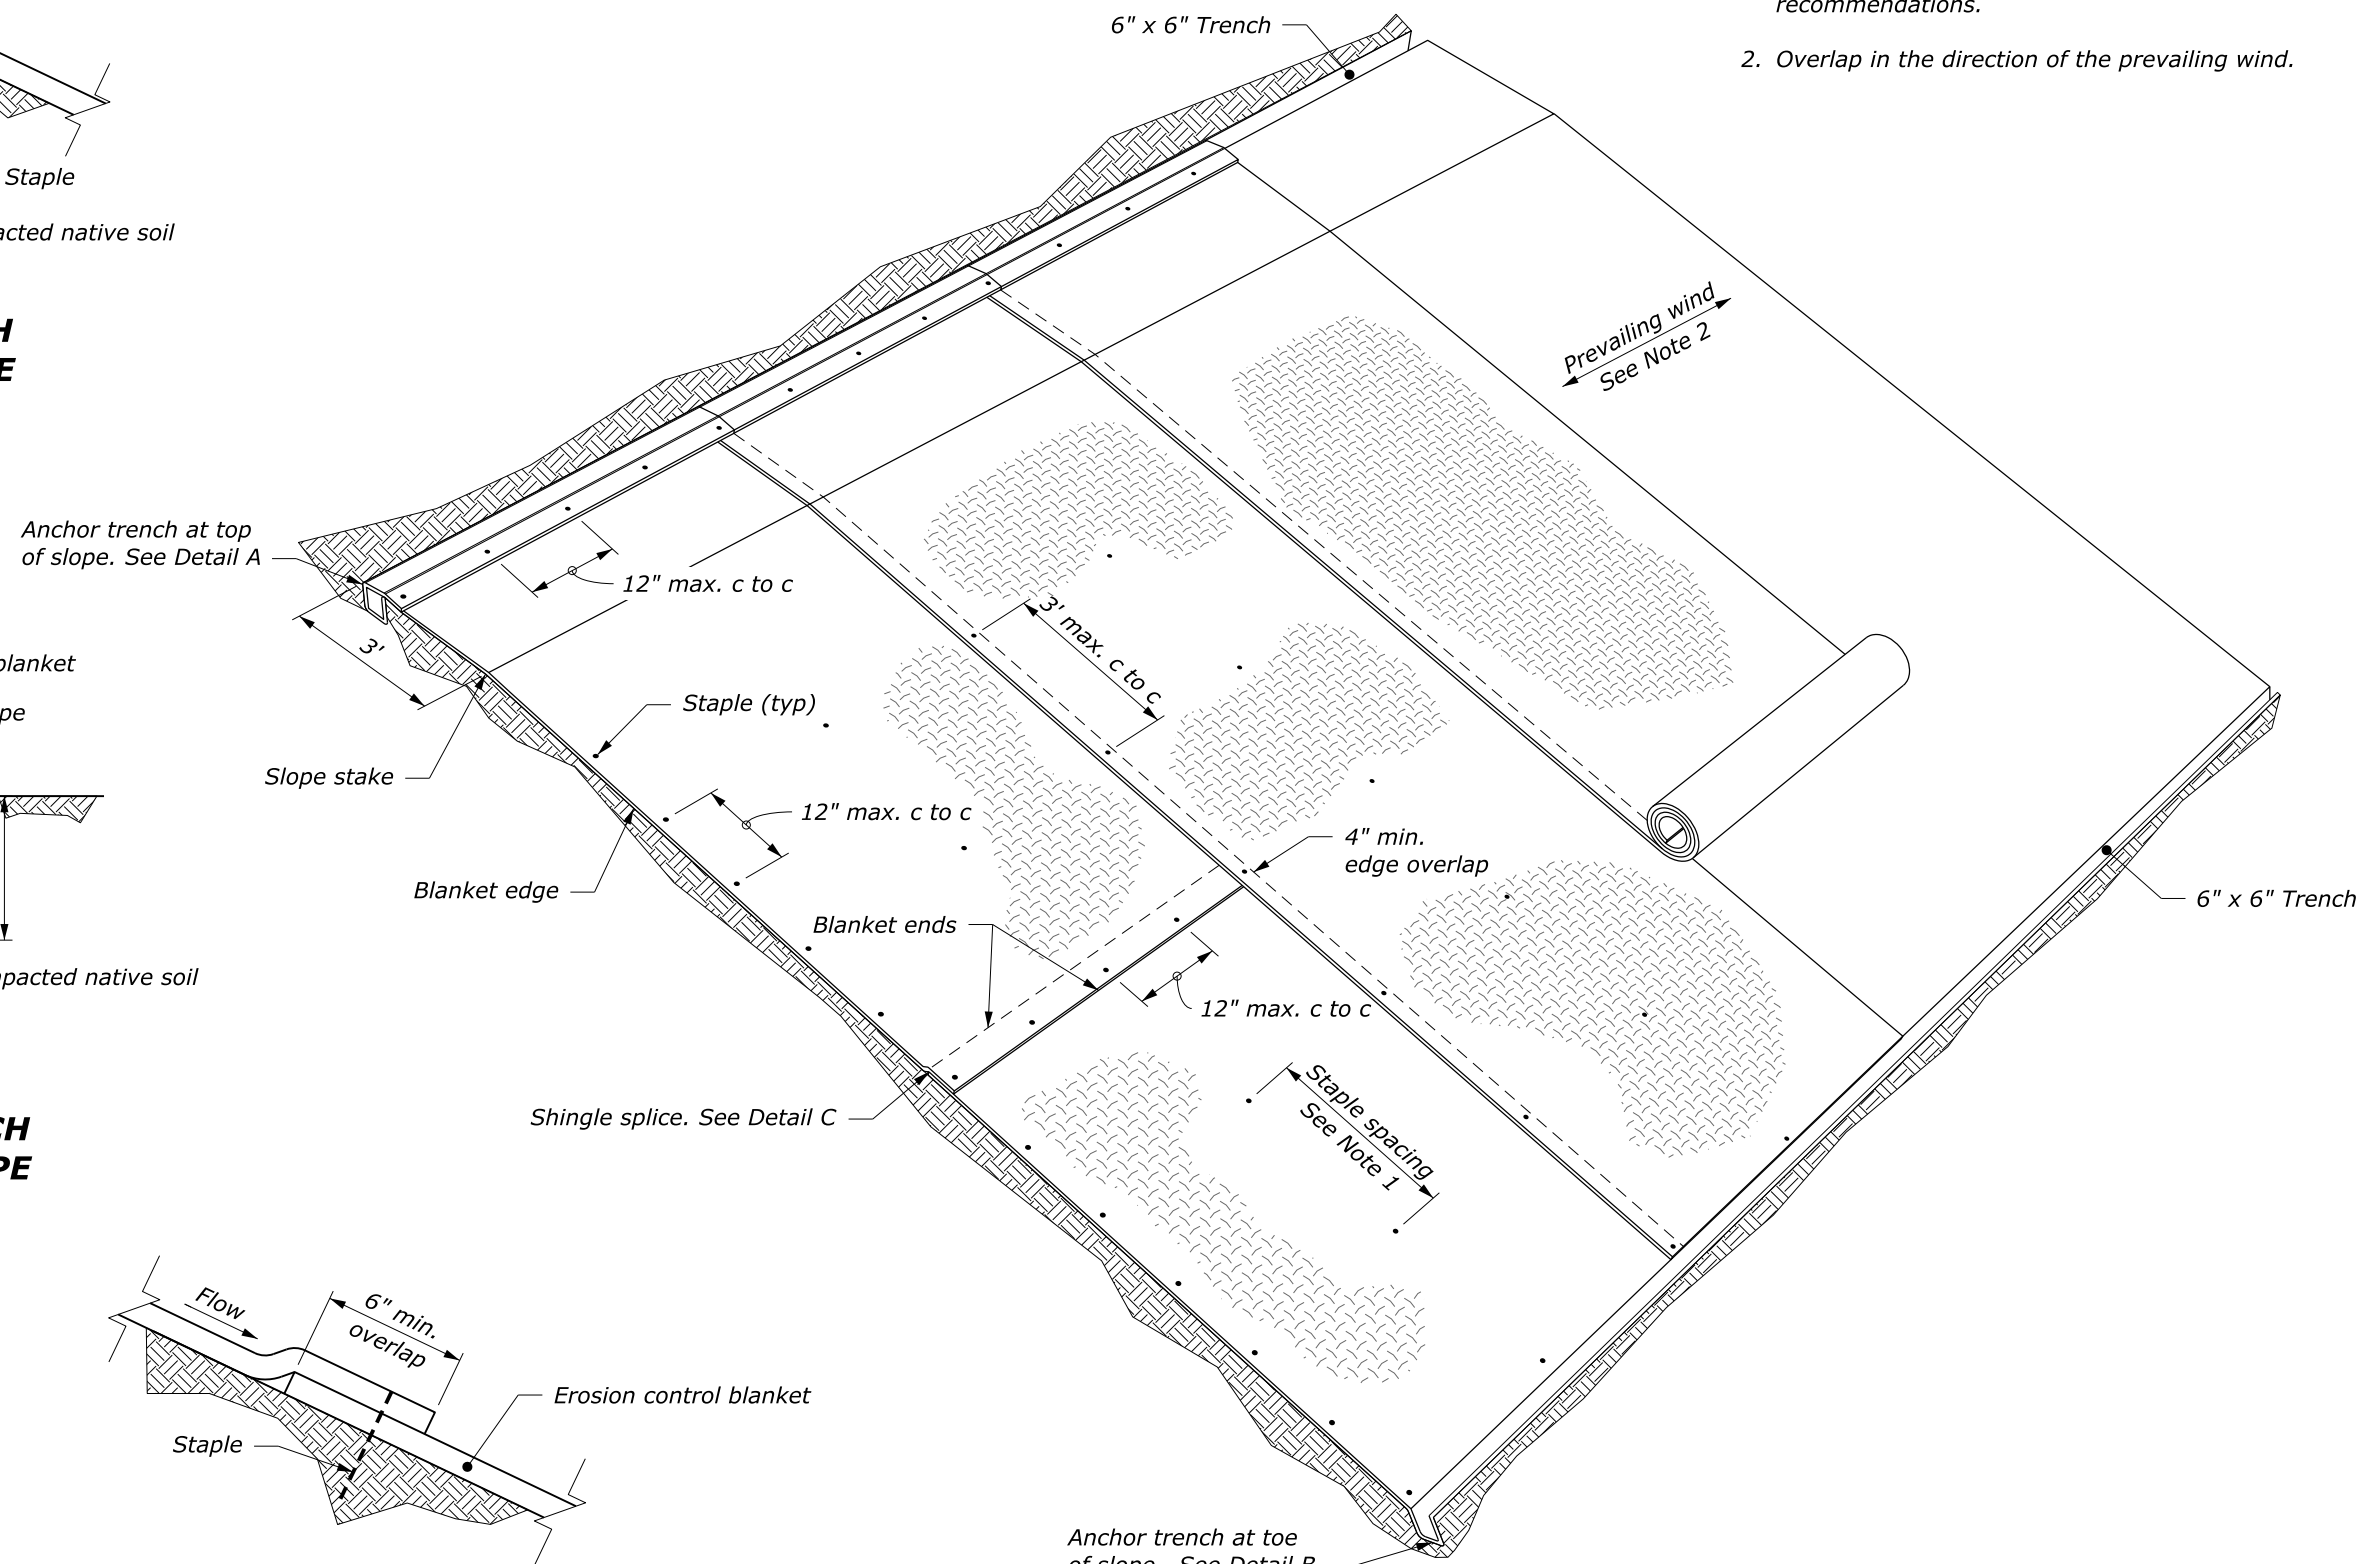 recommendations.
2. Overlap in the direction of the prevailing wind.
6" x 6" Trench
Staple
acted native soil
H
E
Prevailing wind
See Note 2
Anchor trench at top
of slope. See Detail A
12" max. c to c
3'
3' max. c to c
blanket
pe
Staple (typ)
Slope stake
12" max. c to c
4" min.
edge overlap
Blanket edge
6" x 6" Trench
Blanket ends
pacted native soil
12" max. c to c
Staple spacing
See Note 1
Shingle splice. See Detail C
CH
PE
Flow
6" min.
overlap
Erosion control blanket
Staple
Anchor trench at toe
of slope. See Detail B